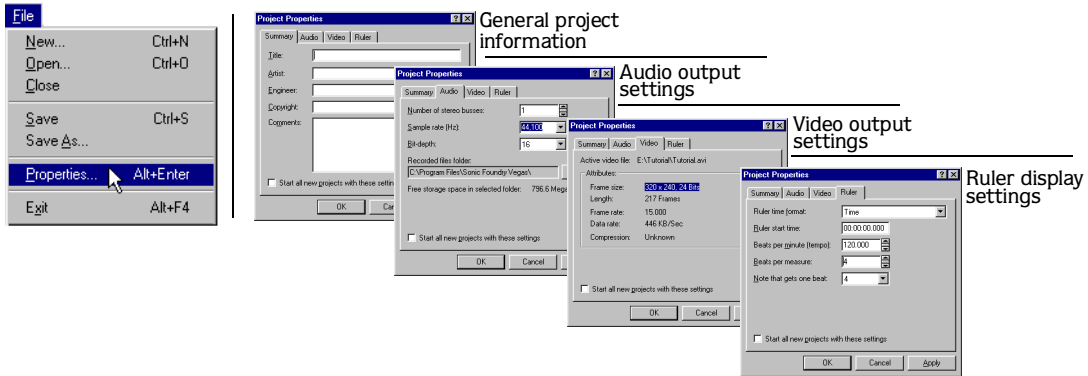 File
New... Ctrl+N
Open... Ctrl+O
Close
Save Ctrl+S
Save As...
Properties... Alt+Enter
Exit Alt+F4
Project Properties
Summary Audio Video Ruler
Title:
Artist:
Engineer:
Copyright:
Comments:
Start all new projects with these settin
OK Can
General project
information
Project Properties
Summary Audio Video Ruler
Number of stereo busses: 1
Sample rate (Hz): 44,100
Bit-depth: 16
Recorded files folder:
C:\Program Files\Sonic Foundry Vegas\
Free storage space in selected folder: 796.6 Mega
Start all new projects with these settings
OK Cancel
Audio output
settings
Project Properties
Summary Audio Video Ruler
Active video file: E:\Tutorial\Tutorial.avi
Attributes:
Frame size: 320 x 240, 24 Bits
Length: 217 Frames
Frame rate: 15.000
Data rate: 446 KB/Sec
Compression: Unknown
Start all new projects with these settings
OK Cancel
Video output
settings
Project Properties
Summary Audio Video Ruler
Ruler time format: Time
Ruler start time: 00:00:00.000
Beats per minute (tempo): 120.000
Beats per measure: 4
Note that gets one beat: 4
Start all new projects with these settings
OK Cancel Apply
Ruler display
settings